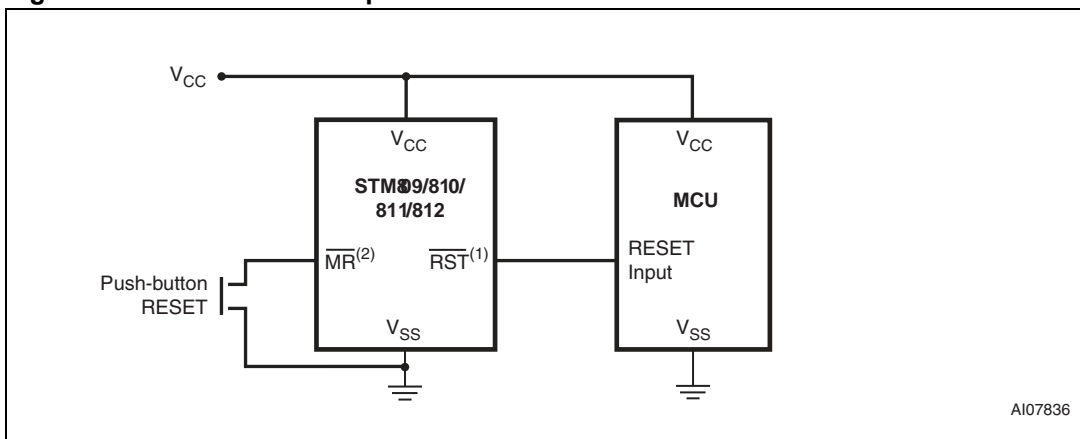 V_CC
V_CC
STM809/810/
811/812
MR(2)
RST(1)
V_SS
Push-button
RESET
V_CC
MCU
RESET
Input
V_SS
AI07836